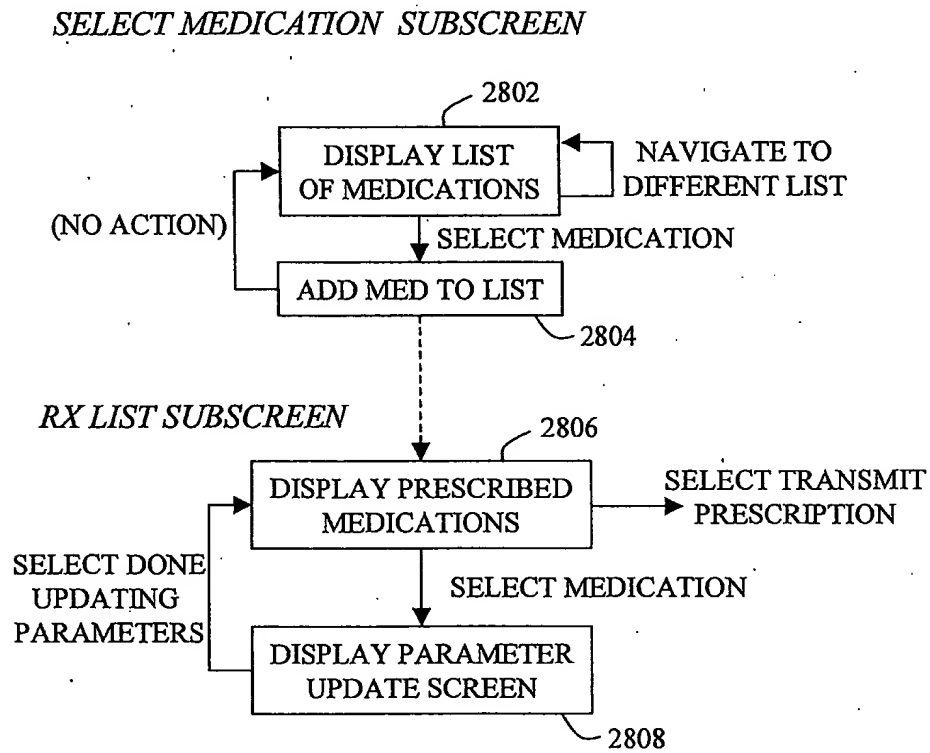 SELECT MEDICATION SUBSCREEN
2802
DISPLAY LIST
OF MEDICATIONS
NAVIGATE TO
DIFFERENT LIST
(NO ACTION)
SELECT MEDICATION
ADD MED TO LIST
2804
RX LIST SUBSCREEN
2806
DISPLAY PRESCRIBED
MEDICATIONS
SELECT TRANSMIT
PRESCRIPTION
SELECT DONE
UPDATING
PARAMETERS
SELECT MEDICATION
DISPLAY PARAMETER
UPDATE SCREEN
2808